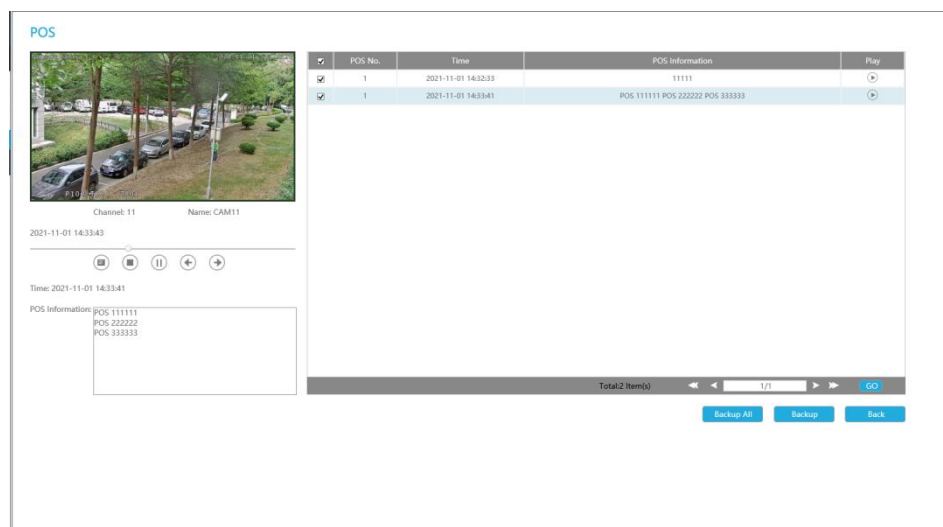 POS
Channel: 11 Name: CAM11
2021-11-01 14:33:43
Time: 2021-11-01 14:33:41
POS Information: POS 111111
POS 222222
POS 333333
POS No. Time POS Information Play
1 2021-11-01 14:32:33 11111
1 2021-11-01 14:33:41 POS 111111 POS 222222 POS 333333
Total:2 Item(s) 1/1 GO
Backup All Backup Back